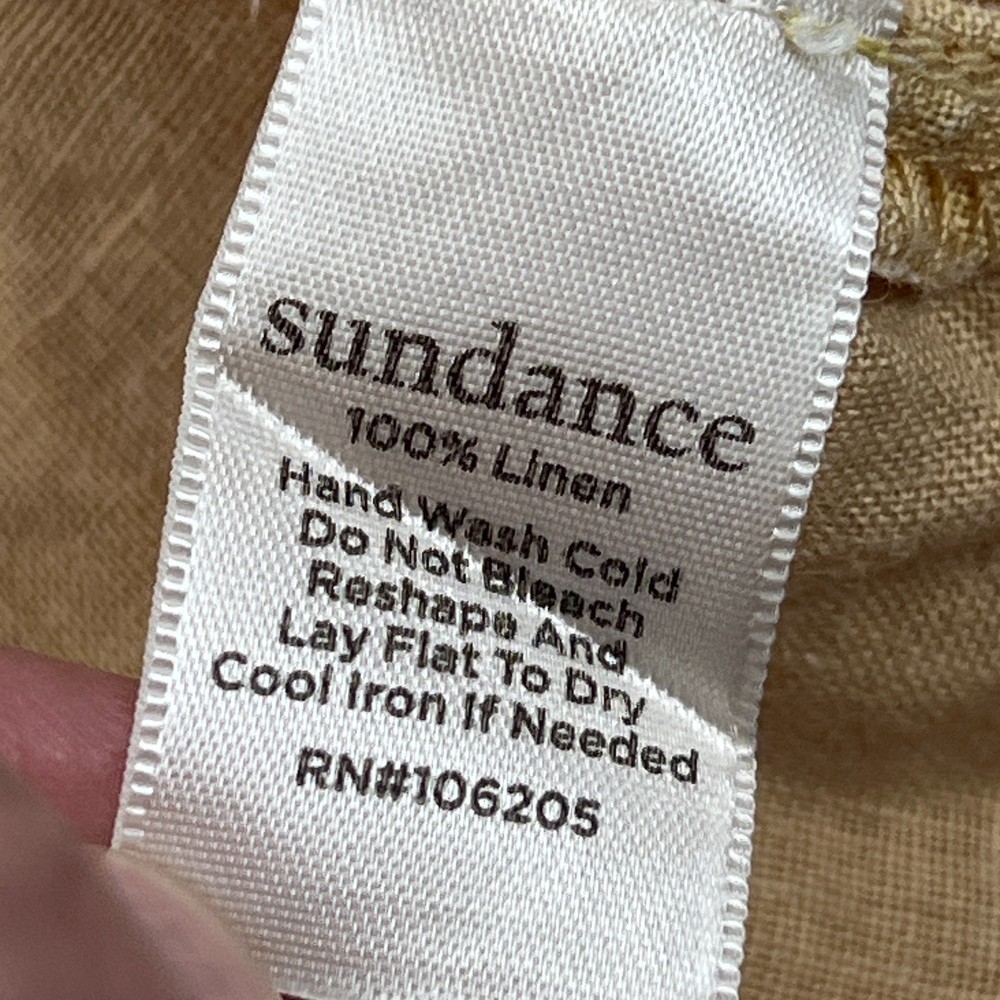 sundance
100% Linen
Hand Wash Cold
Do Not Bleach
Reshape And
Lay Flat To Dry
Cool Iron If Needed
RN#106205